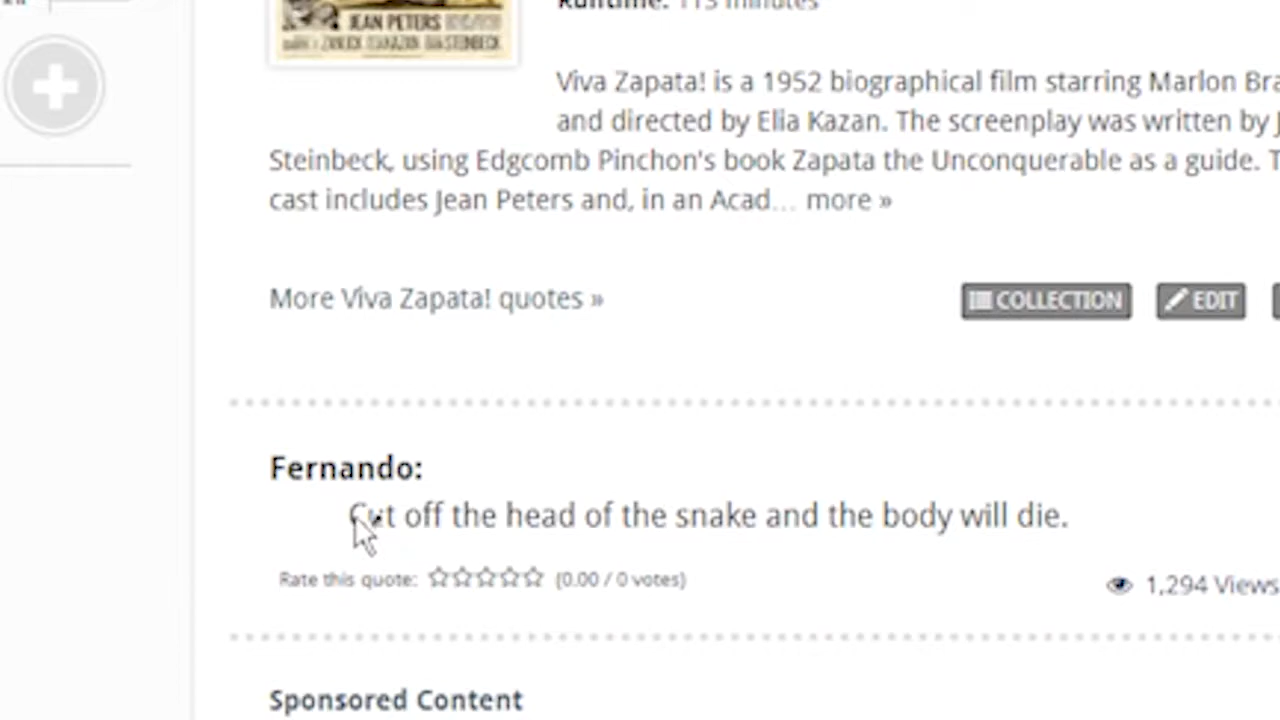 JEAN PETERS
Runtime: 113 minutes
Viva Zapata! is a 1952 biographical film starring Marlon
and directed by Elia Kazan. The screenplay was written by
Steinbeck, using Edgcomb Pinchon's book Zapata the Unconquerable as a guide.
cast includes Jean Peters and, in an Acad... more »
More Viva Zapata! quotes »
COLLECTION
EDIT
Fernando:
Cut off the head of the snake and the body will die.
Rate this quote: (0.00 / 0 votes)
1,294 Views
Sponsored Content